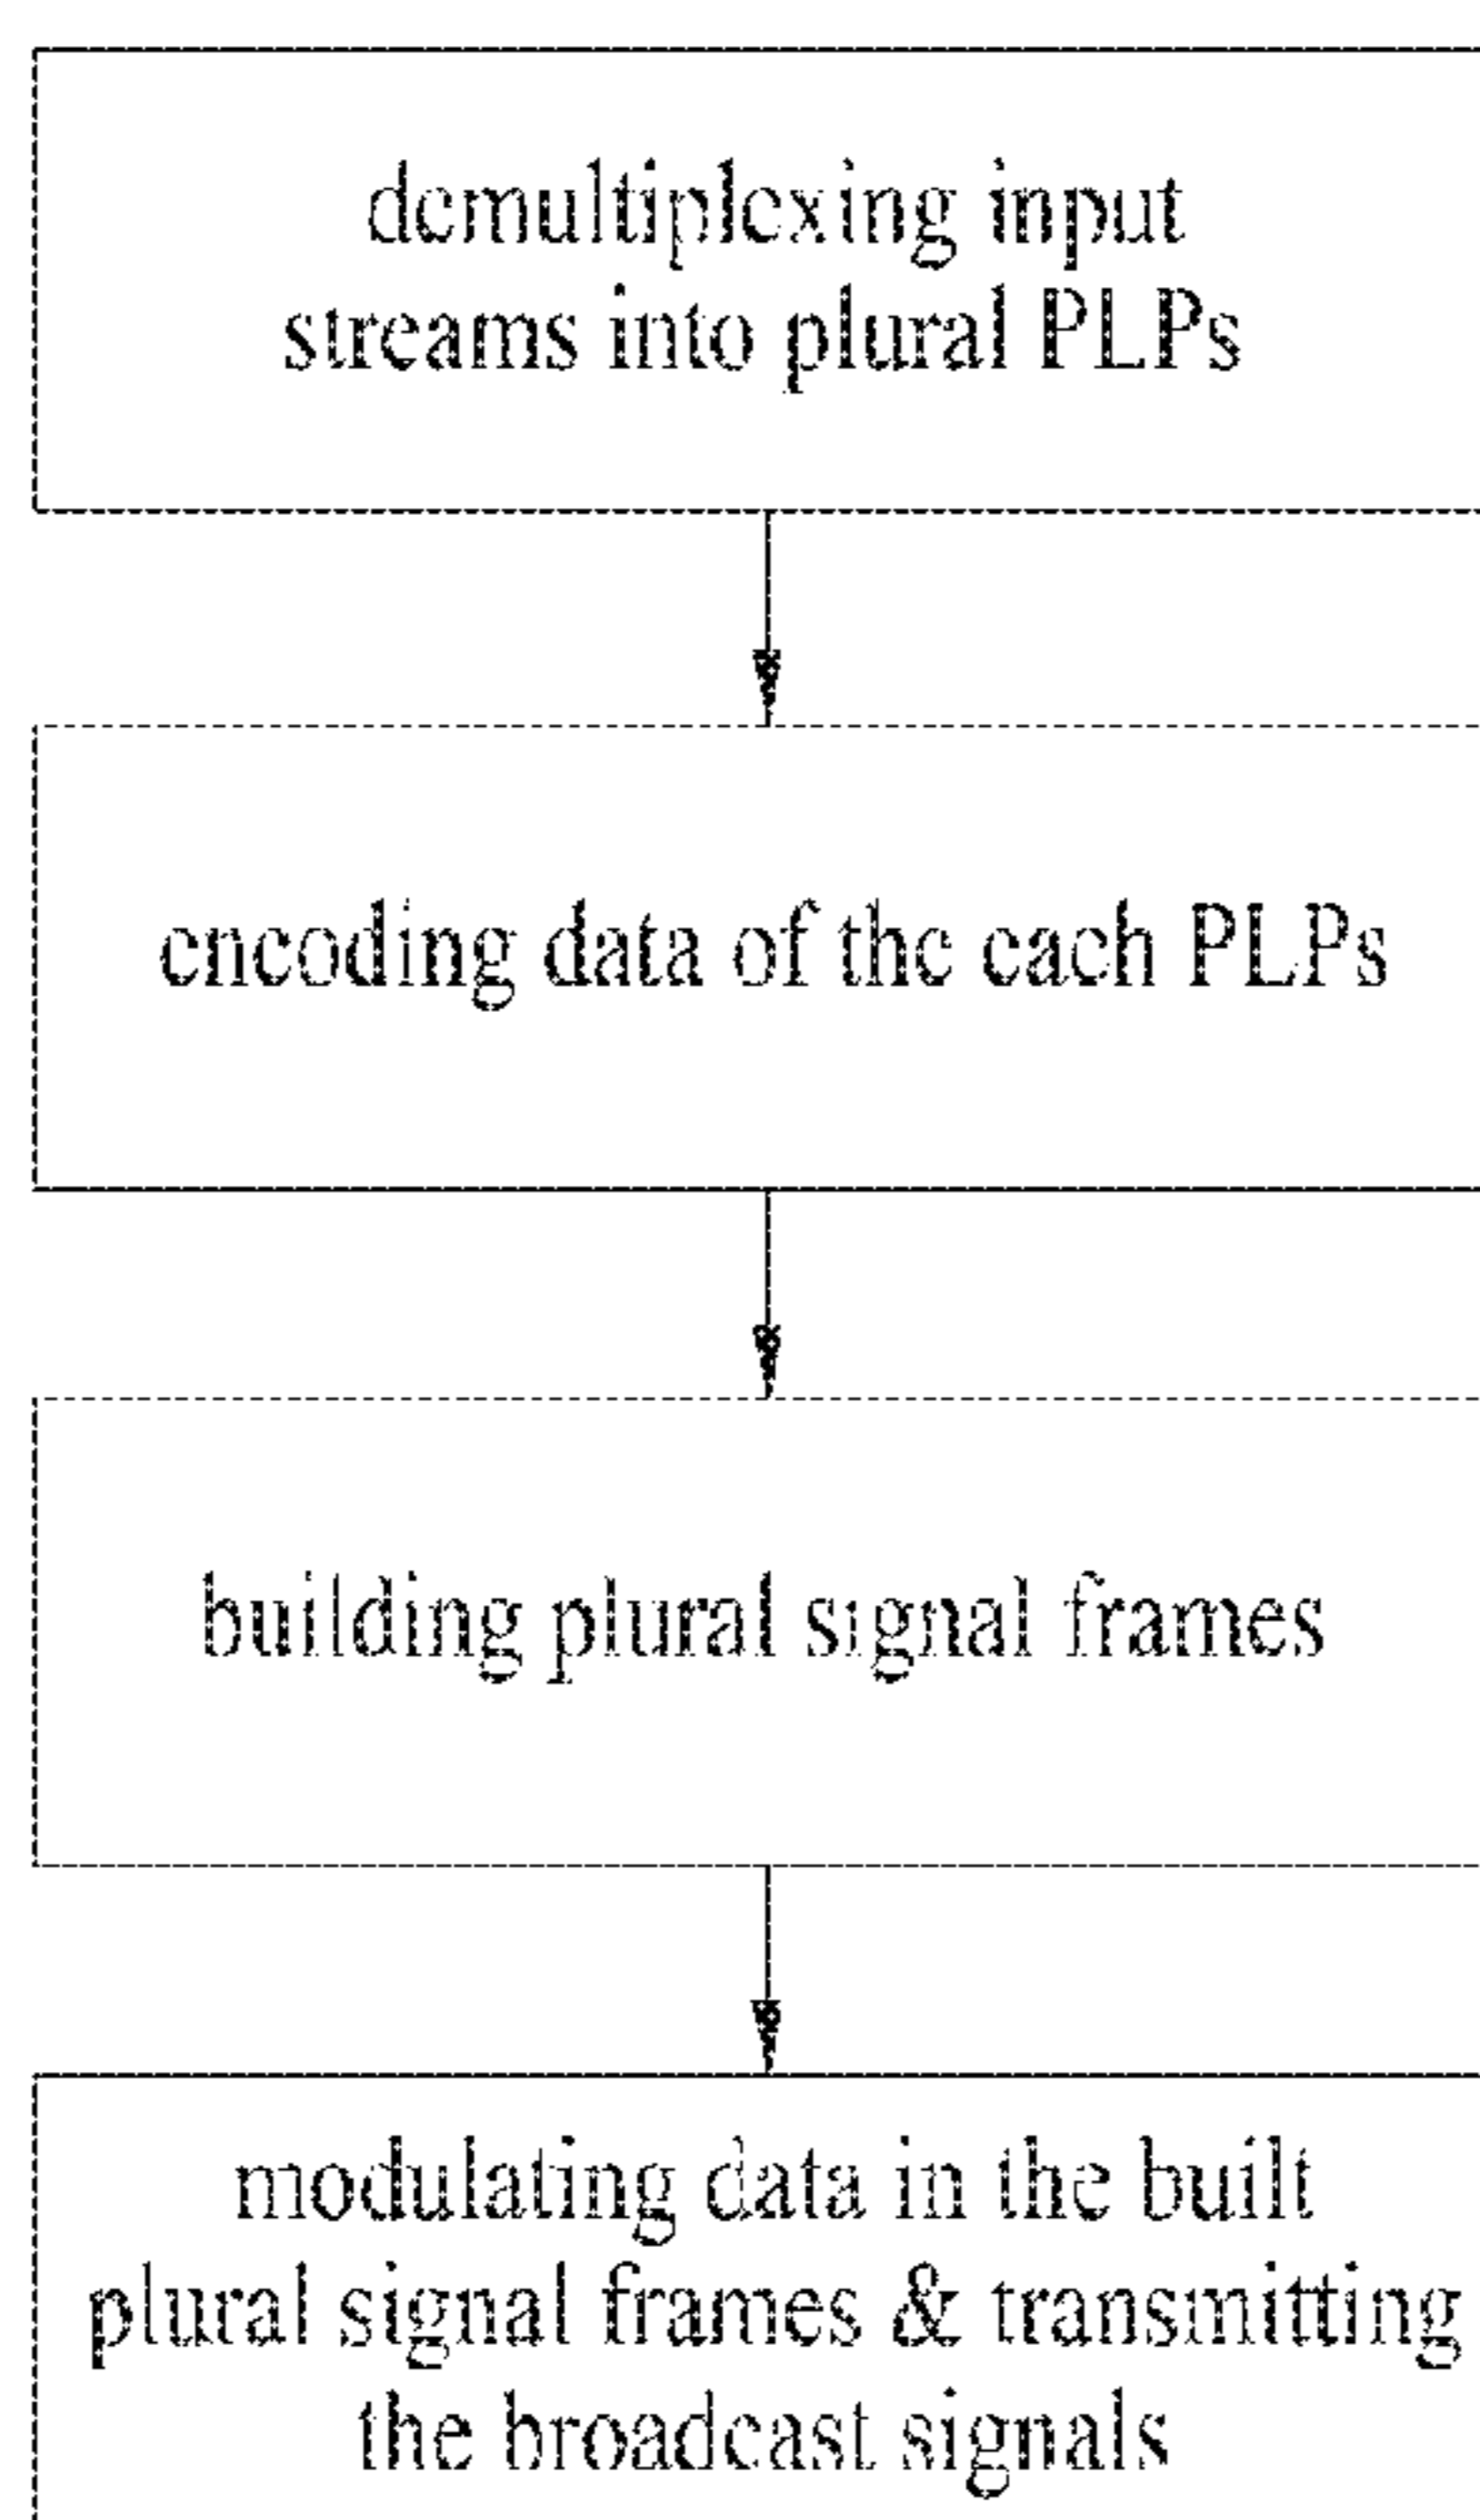 demultiplexing input
streams into plural PLPs
encoding data of the each PLPs
building plural signal frames
modulating data in the built
plural signal frames & transmitting
the broadcast signals